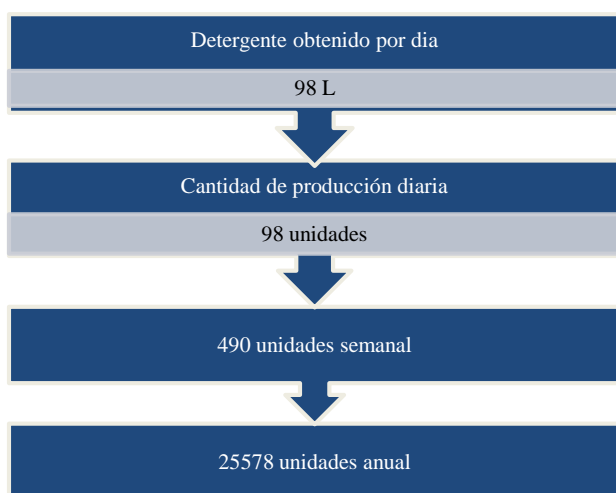 Detergente obtenido por dia
98 L
Cantidad de producción diaria
98 unidades
490 unidades semanal
25578 unidades anual